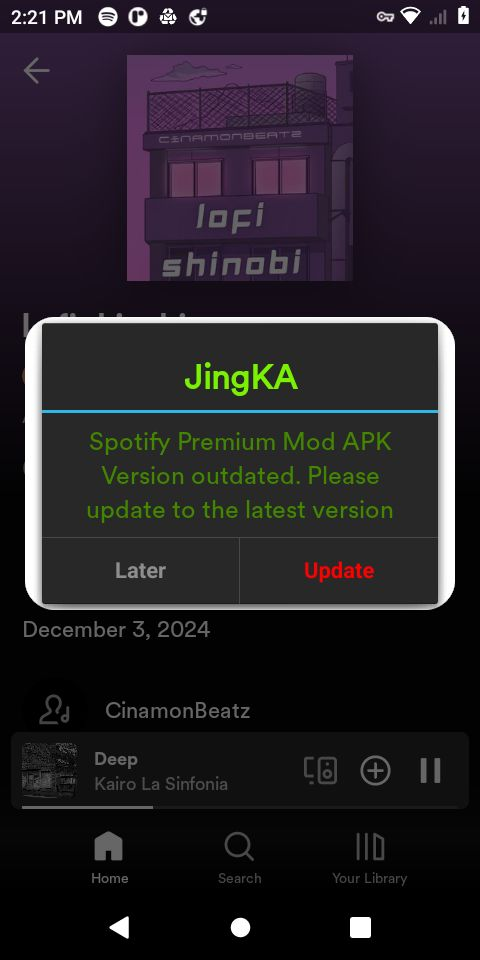 2:21 PM
CINAMONBEATZ
lofi
shinobi
JingKA
Spotify Premium Mod APK
Version outdated. Please
update to the latest version
Later
Update
December 3, 2024
CinamonBeatz
Deep
Kairo La Sinfonia
Home
Search
Your Library